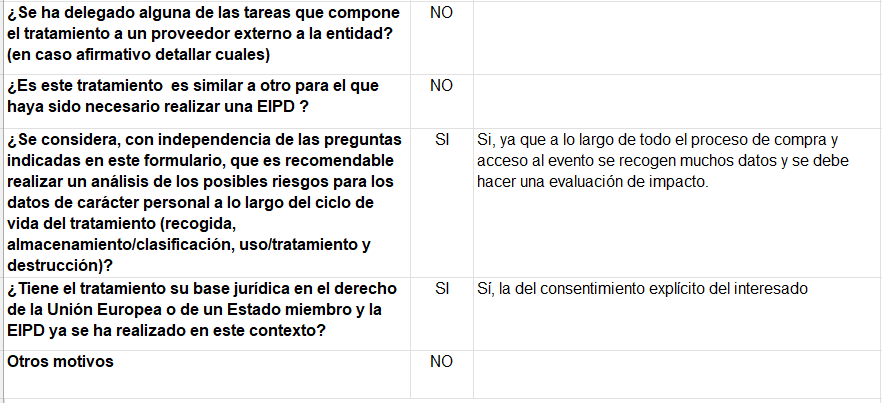 ¿Se ha delegado alguna de las tareas que compone
el tratamiento a un proveedor externo a la entidad?
(en caso afirmativo detallar cuales)
NO
¿Es este tratamiento  es similar a otro para el que
haya sido necesario realizar una EIPD ?
NO
¿Se considera, con independencia de las preguntas
indicadas en este formulario, que es recomendable
realizar un análisis de los posibles riesgos para los
datos de carácter personal a lo largo del ciclo de
vida del tratamiento (recogida,
almacenamiento/clasificación, uso/tratamiento y
destrucción)?
SI
Si, ya que a lo largo de todo el proceso de compra y
acceso al evento se recogen muchos datos y se debe
hacer una evaluación de impacto.
¿Tiene el tratamiento su base jurídica en el derecho
de la Unión Europea o de un Estado miembro y la
EIPD ya se ha realizado en este contexto?
SI
Sí, la del consentimiento explícito del interesado
Otros motivos
NO